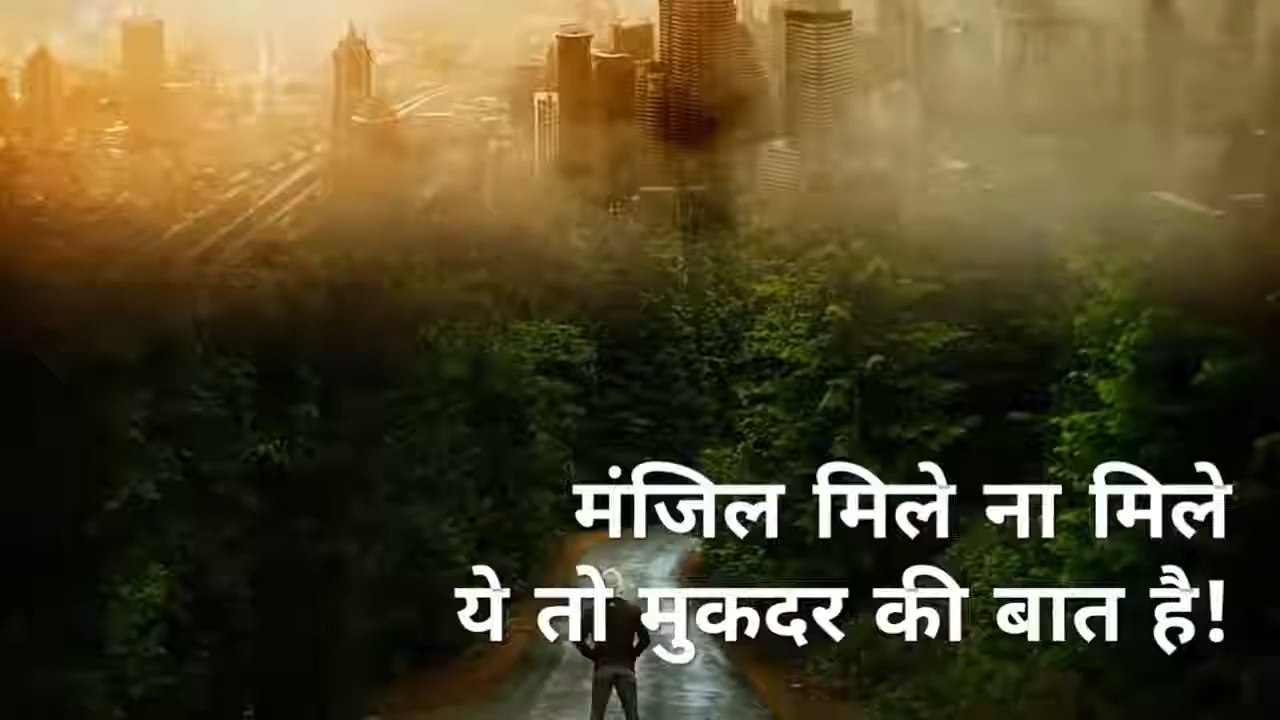 मंजिल मिले ना मिले
ये तो मुकदर की बात है!